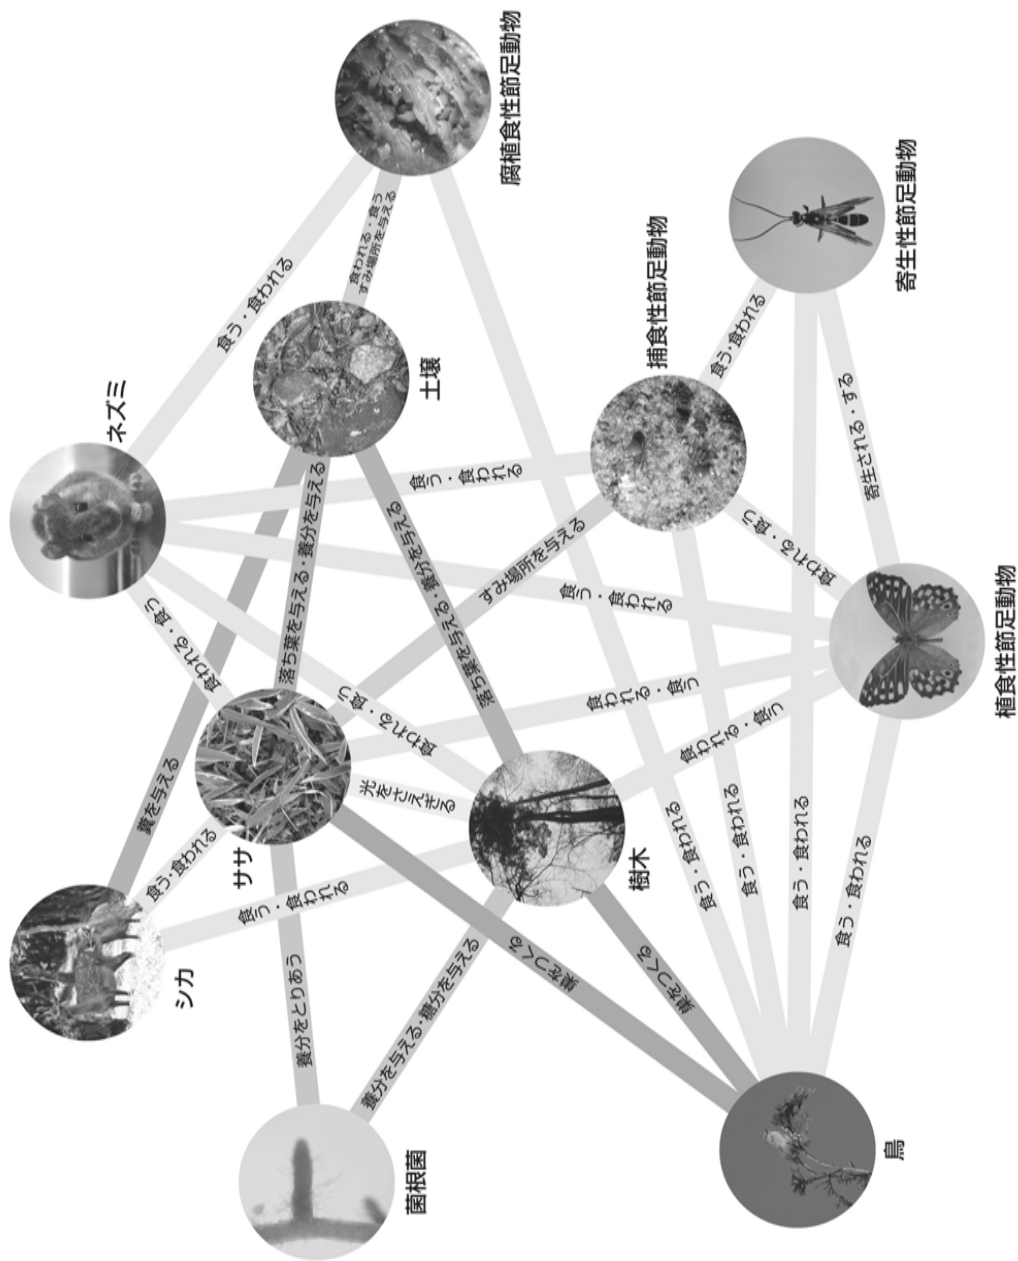 シカ
ネズミ
ササ
土壌
腐植食性節足動物
菌根菌
樹木
捕食性節足動物
寄生性節足動物
鳥
植食性節足動物
糞を与える
食う・食われる
食われる・食う
食う・食われる
食う・食われる
食われる・食う
すみ場所を与える
落ち葉を与える・養分を与える
養分をとりあう
光をさえぎる
食われる・食う
食う・食われる
落ち葉を与える・養分を与える
すみ場所を与える
養分を与える・糖分を与える
巣をつくる
巣をつくる
食われる・食う
食う・食われる
食われる・食う
食われる・食う
食う・食われる
寄生される・する
食う・食われる
食う・食われる
食う・食われる
食う・食われる